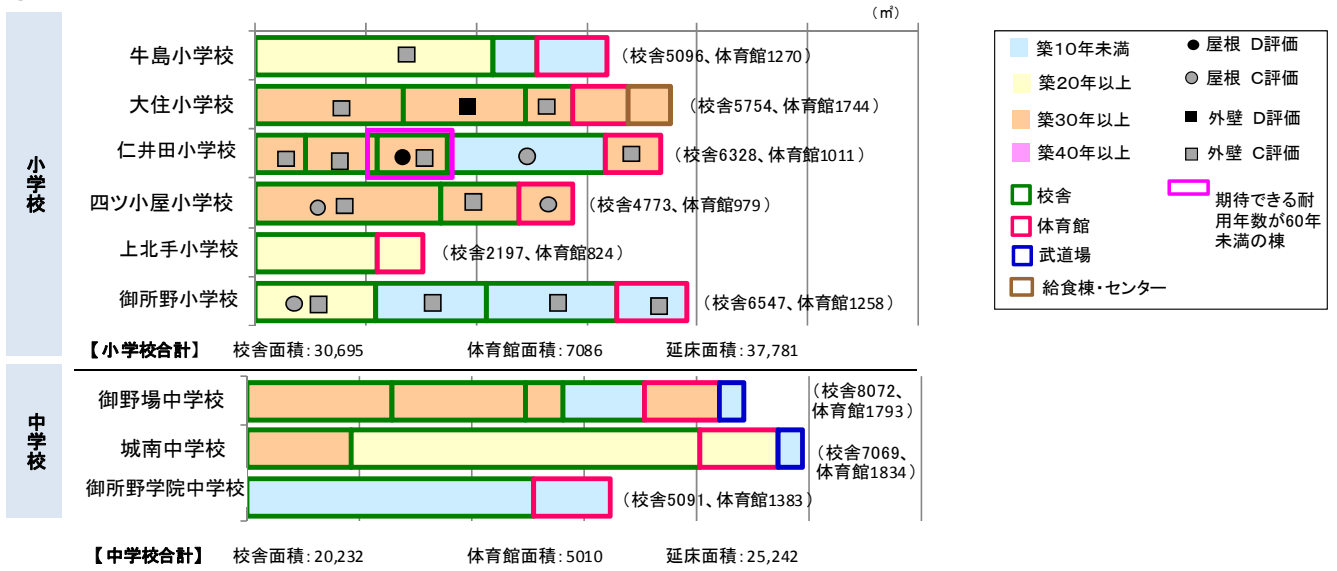 (㎡)
小学校
牛島小学校
(校舎5096、体育館1270)
大住小学校
(校舎5754、体育館1744)
仁井田小学校
(校舎6328、体育館1011)
四ツ小屋小学校
(校舎4773、体育館979)
上北手小学校
(校舎2197、体育館824)
御所野小学校
(校舎6547、体育館1258)
【小学校合計】 校舎面積:30,695 体育館面積:7086 延床面積:37,781
中学校
御野場中学校
(校舎8072、
体育館1793)
城南中学校
(校舎7069、
体育館1834)
御所野学院中学校
(校舎5091、体育館1383)
【中学校合計】 校舎面積:20,232 体育館面積:5010 延床面積:25,242
築10年未満
築20年以上
築30年以上
築40年以上
校舎
体育館
武道場
給食棟・センター
屋根 D評価
屋根 C評価
外壁 D評価
外壁 C評価
期待できる耐
用年数が60年
未満の棟